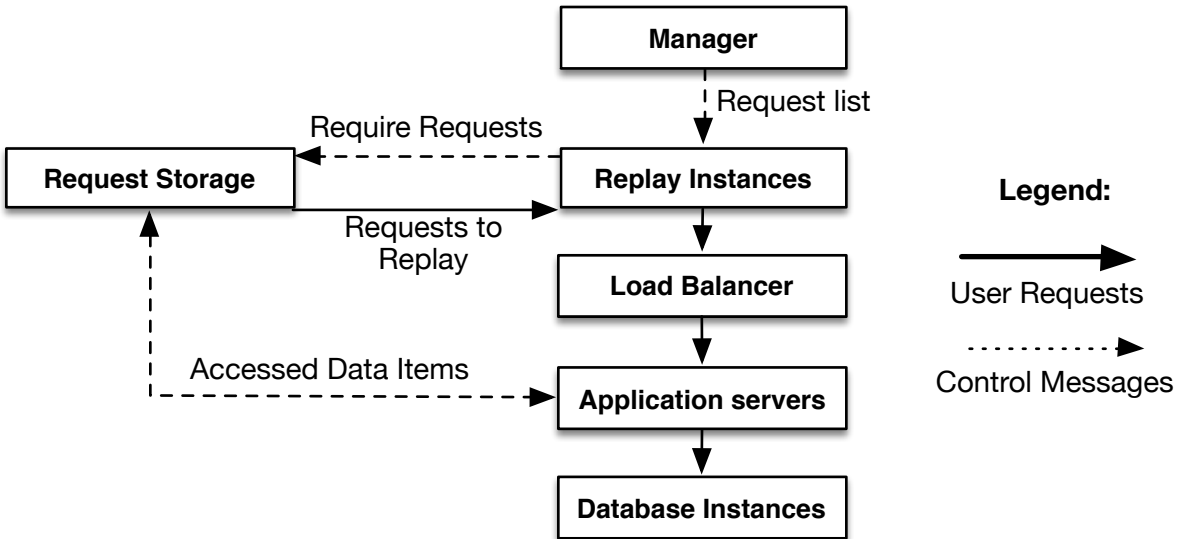 Manager
Request list
Require Requests
Request Storage
Replay Instances
Requests to
Replay
Load Balancer
Accessed Data Items
Application servers
Database Instances
Legend:
User Requests
Control Messages